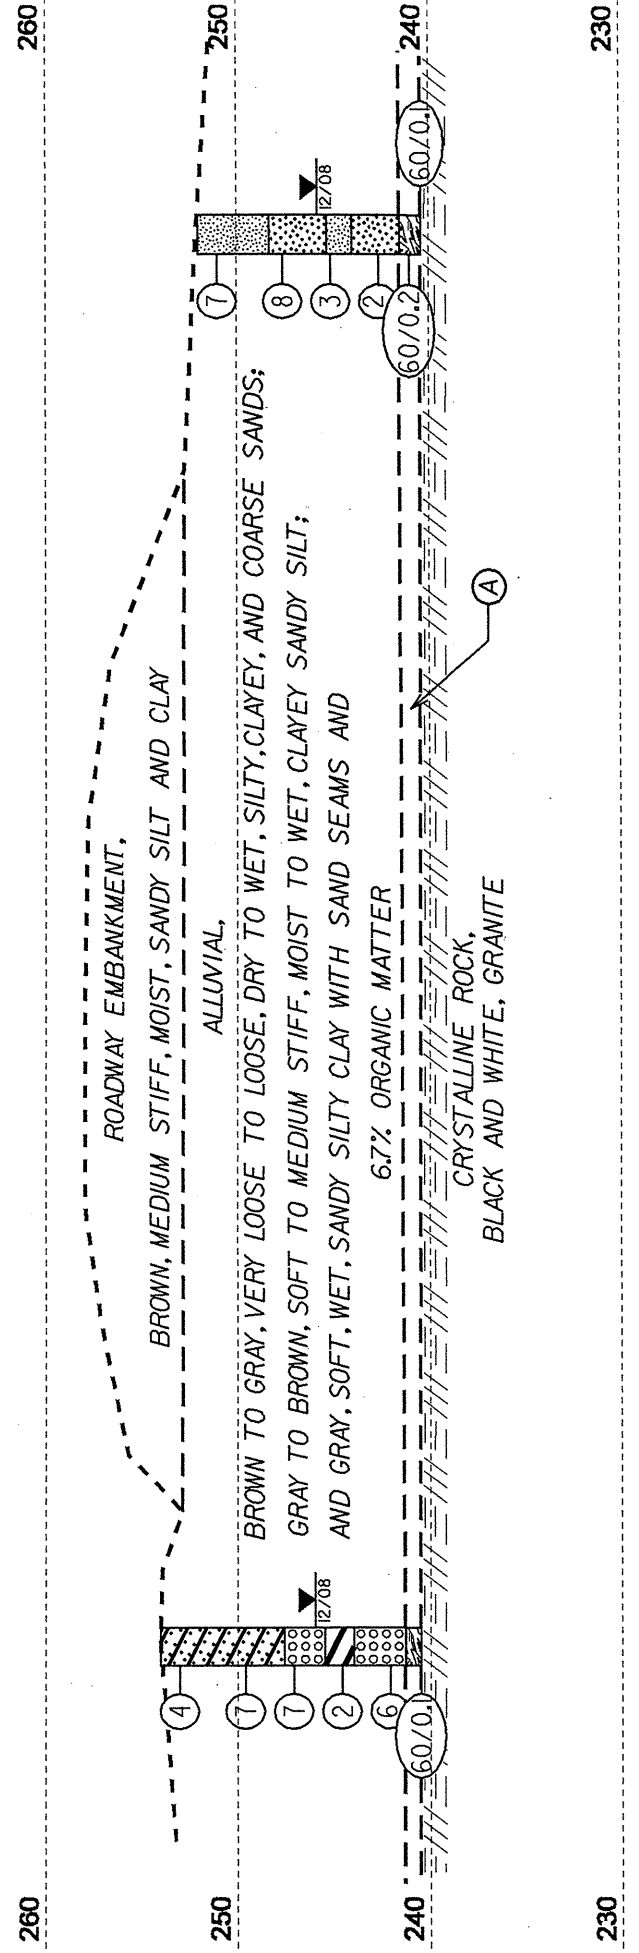 260
250
240
230
ROADWAY EMBANKMENT,
BROWN, MEDIUM STIFF, MOIST, SANDY SILT AND CLAY
ALLUVIAL,
BROWN TO GRAY, VERY LOOSE TO LOOSE, DRY TO WET, SILTY, CLAYEY, AND COARSE SANDS;
GRAY TO BROWN, SOFT TO MEDIUM STIFF, MOIST TO WET, CLAYEY SANDY SILT;
AND GRAY, SOFT, WET, SANDY SILTY CLAY WITH SAND SEAMS AND
6.7% ORGANIC MATTER
CRYSTALLINE ROCK,
BLACK AND WHITE, GRANITE
A
4
7
7
2
6
60/0.1
12/08
7
8
3
2
60/0.2
60/0.1
12/08
260
250
240
230